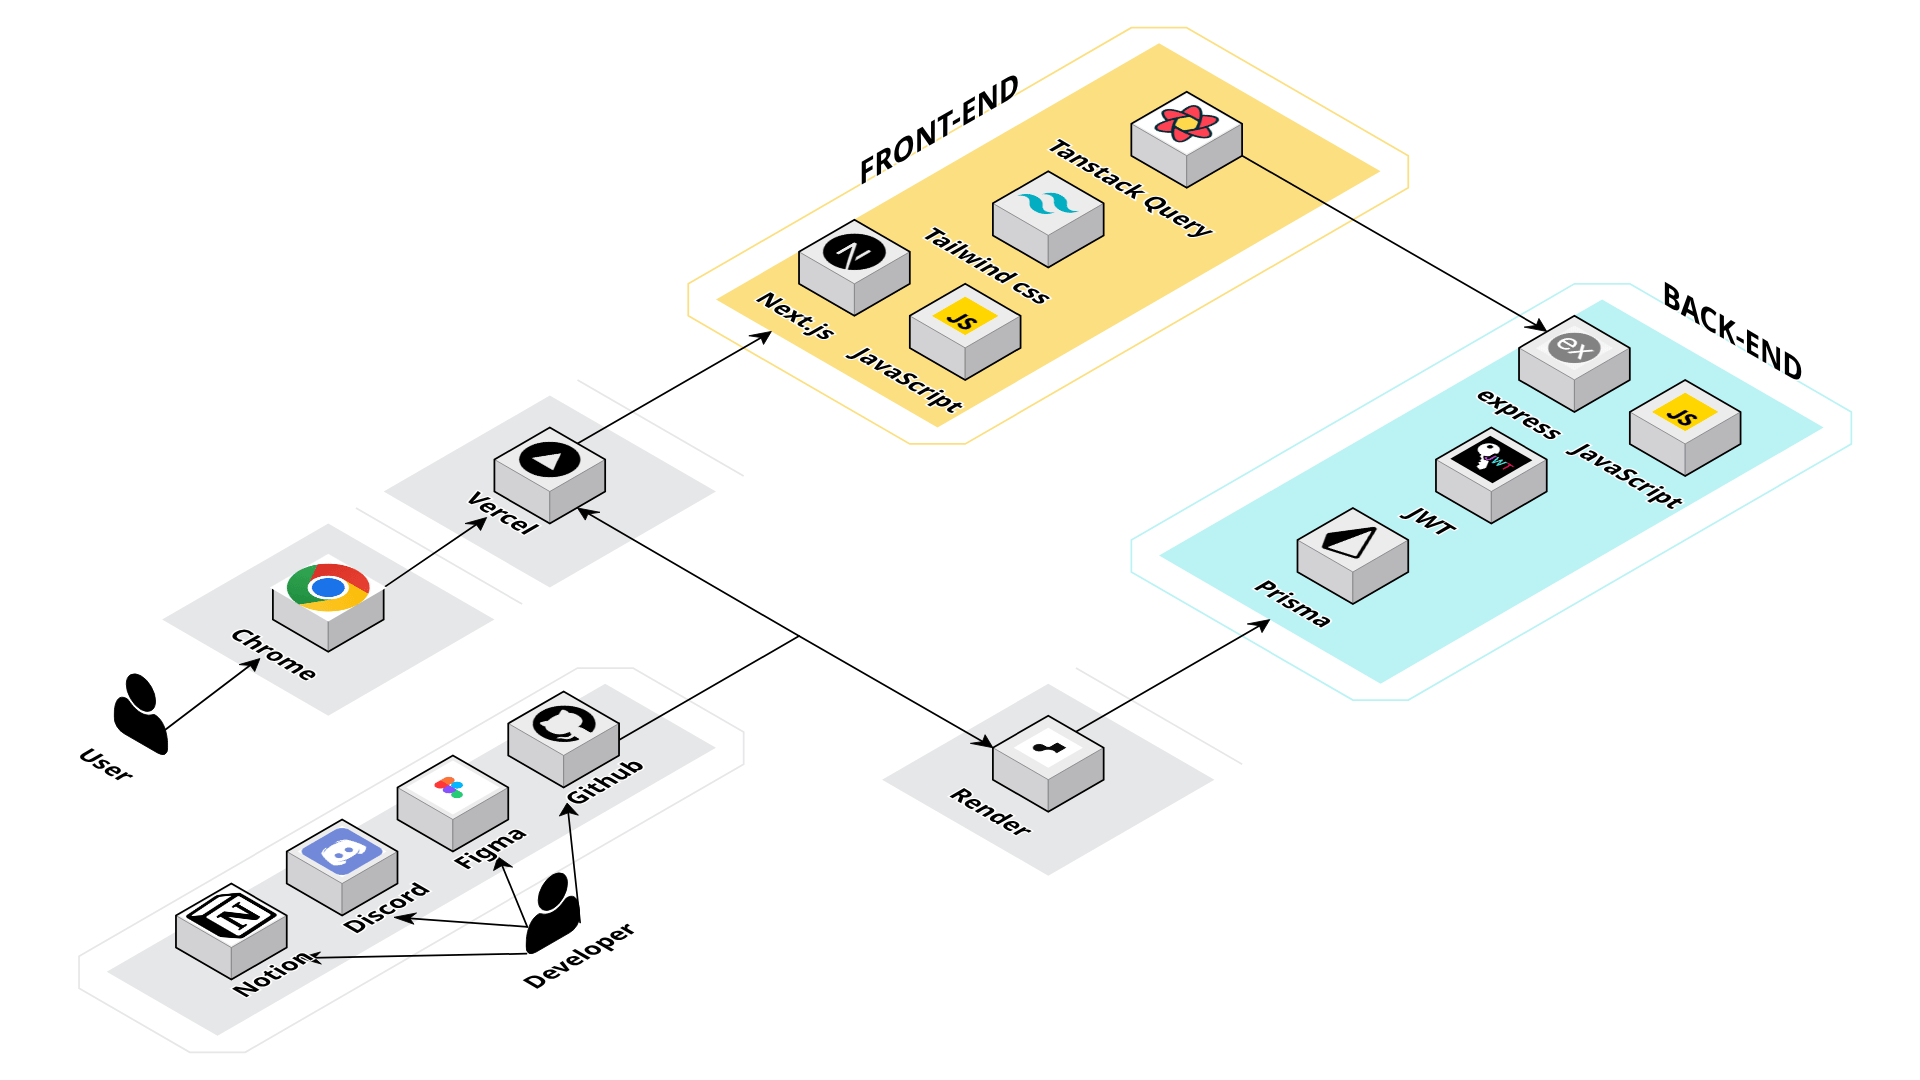 FRONT-END
Tanstack Query
Tailwind css
Next.js
JS
JavaScript
BACK-END
ex
express
JS
JavaScript
JWT
JWT
Prisma
Vercel
Chrome
User
Github
Figma
Discord
N
Notion
Developer
Render